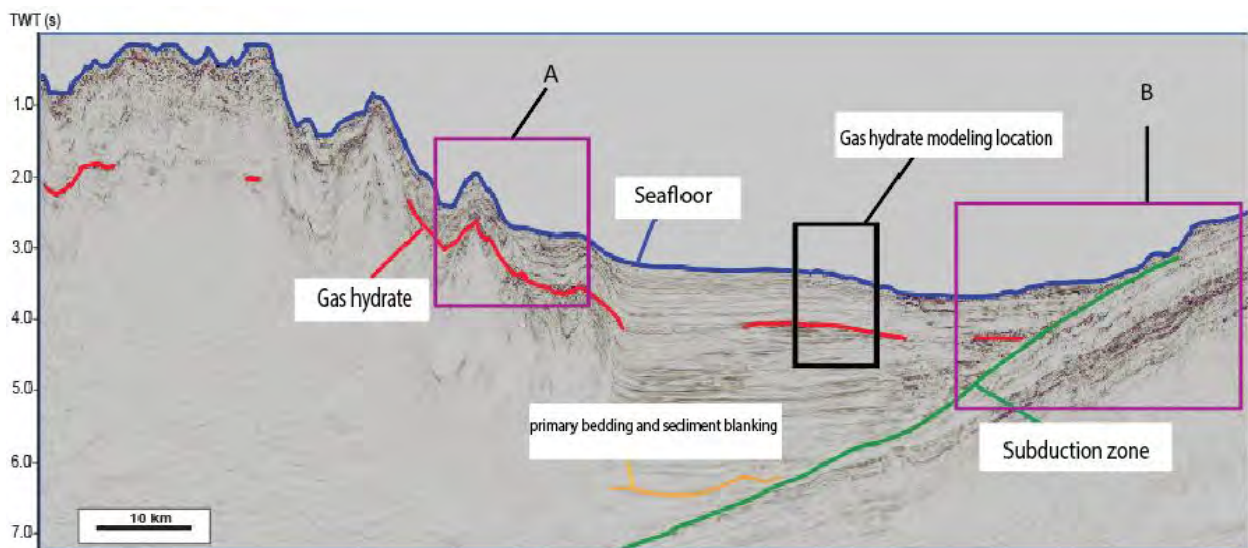 TWT (s)
A
B
1.0
Gas hydrate modeling location
2.0
Seafloor
3.0
Gas hydrate
4.0
5.0
primary bedding and sediment blanking
Subduction zone
6.0
10 km
7.0